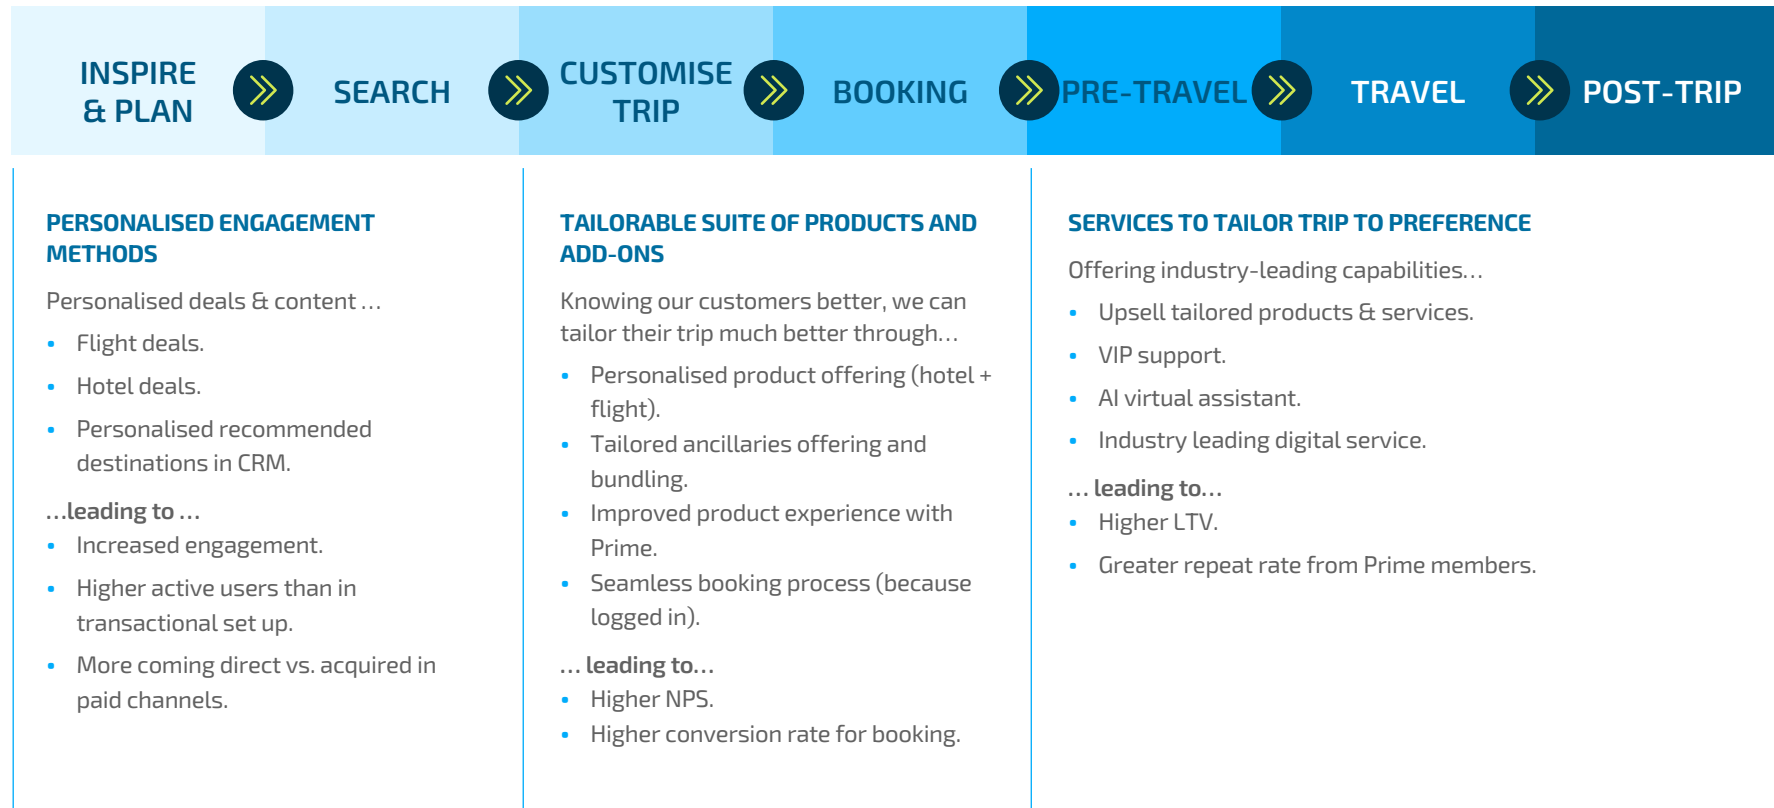 INSPIRE
& PLAN
SEARCH
CUSTOMISE
TRIP
BOOKING
PRE-TRAVEL
TRAVEL
POST-TRIP
PERSONALISED ENGAGEMENT
METHODS
Personalised deals & content …
• Flight deals.
• Hotel deals.
• Personalised recommended
destinations in CRM.
…leading to …
• Increased engagement.
• Higher active users than in
transactional set up.
• More coming direct vs. acquired in
paid channels.
TAILORABLE SUITE OF PRODUCTS AND
ADD-ONS
Knowing our customers better, we can
tailor their trip much better through…
• Personalised product offering (hotel +
flight).
• Tailored ancillaries offering and
bundling.
• Improved product experience with
Prime.
• Seamless booking process (because
logged in).
… leading to…
• Higher NPS.
• Higher conversion rate for booking.
SERVICES TO TAILOR TRIP TO PREFERENCE
Offering industry-leading capabilities…
• Upsell tailored products & services.
• VIP support.
• AI virtual assistant.
• Industry leading digital service.
… leading to…
• Higher LTV.
• Greater repeat rate from Prime members.